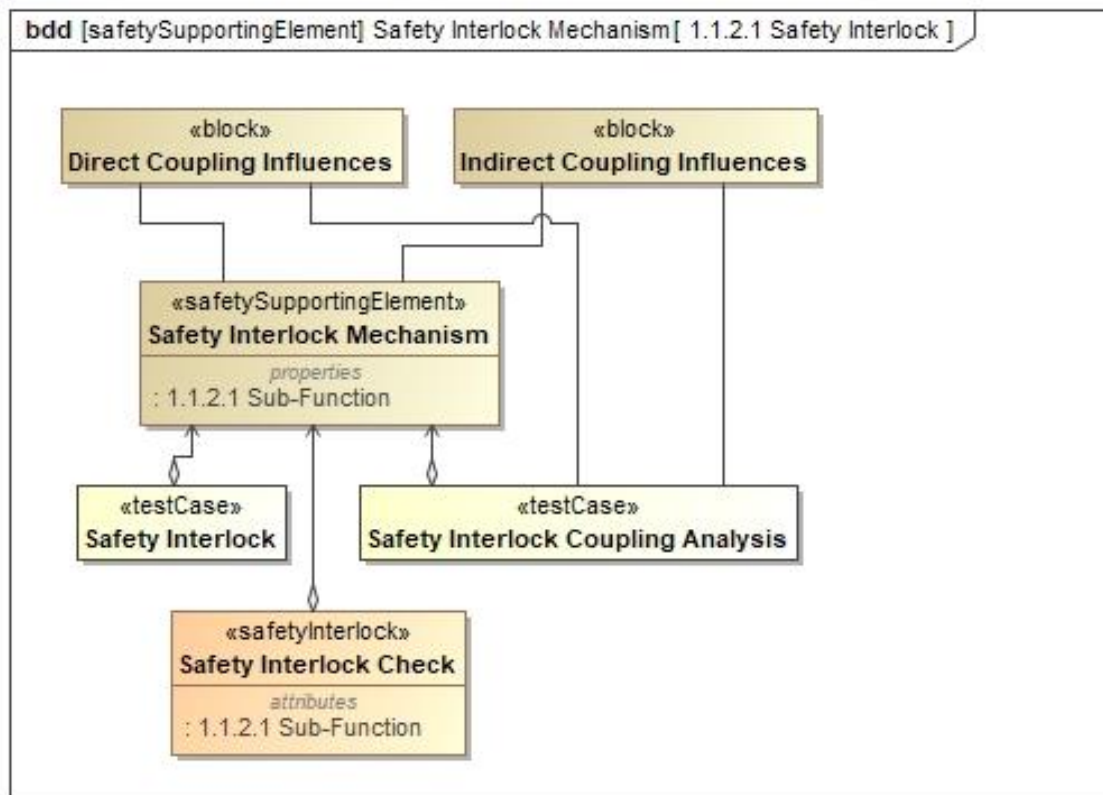 bdd [safetySupportingElement] Safety Interlock Mechanism[ 1.1.2.1 Safety Interlock ]
«block»
Direct Coupling Influences
«block»
Indirect Coupling Influences
«safetySupportingElement»
Safety Interlock Mechanism
properties
: 1.1.2.1 Sub-Function
«testCase»
Safety Interlock
«testCase»
Safety Interlock Coupling Analysis
«safetyInterlock»
Safety Interlock Check
attributes
: 1.1.2.1 Sub-Function